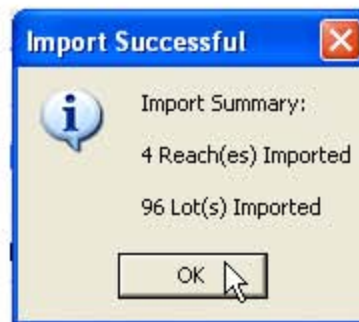 Import Successful
Import Summary:
4 Reach(es) Imported
96 Lot(s) Imported
OK